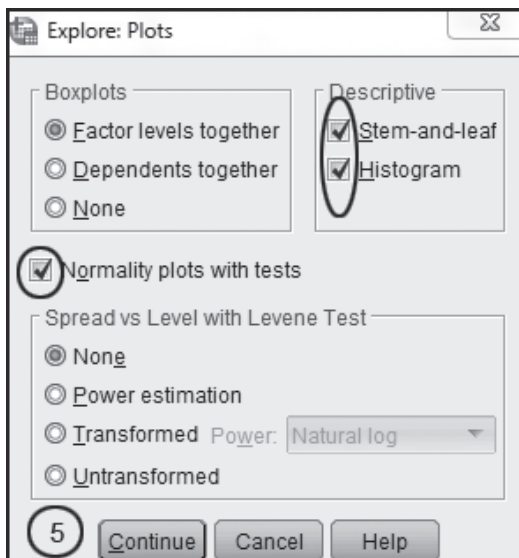 Explore: Plots
Boxplots
Factor levels together
Dependents together
None
Descriptive
Stem-and-leaf
Histogram
Normality plots with tests
Spread vs Level with Levene Test
None
Power estimation
Transformed Power: Natural log
Untransformed
5 Continue Cancel Help